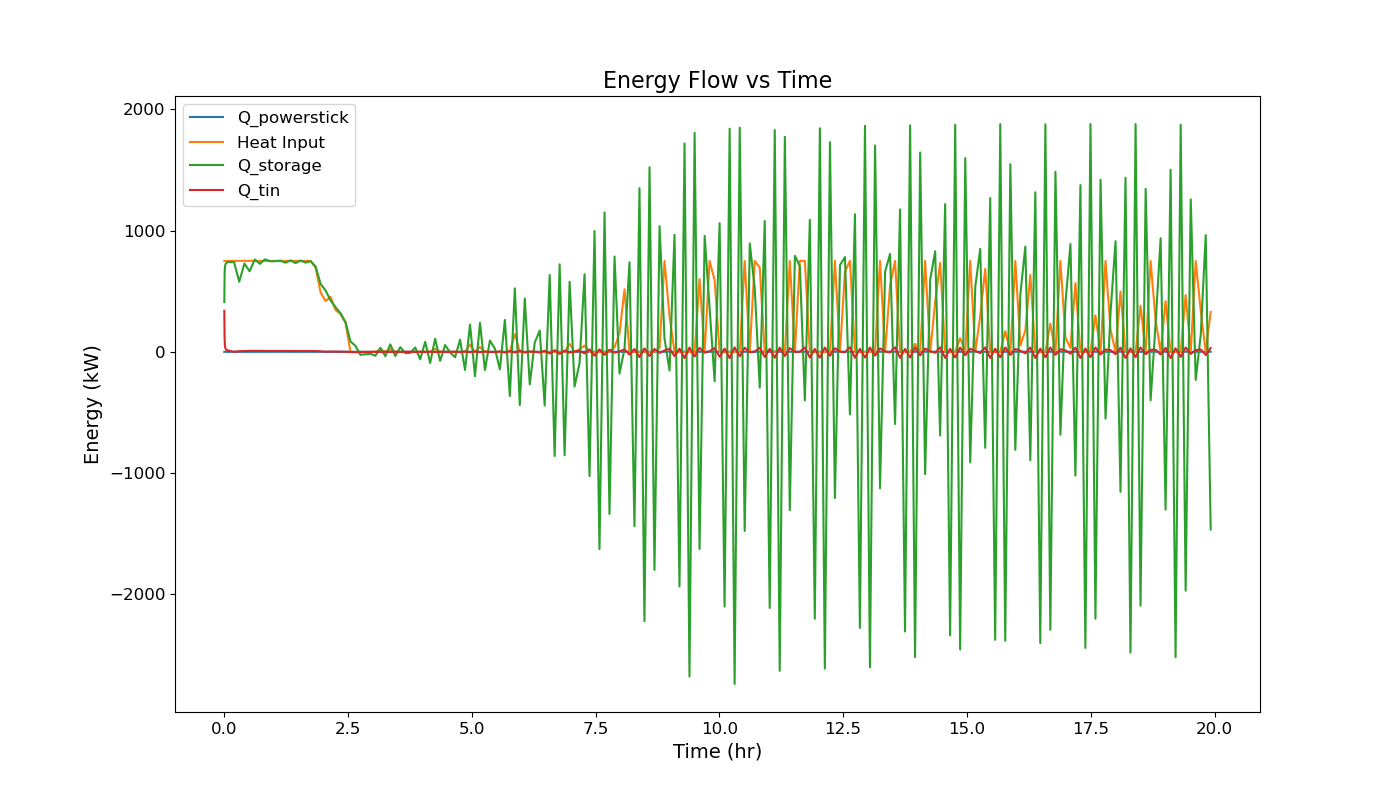 Energy Flow vs Time
Q_powerstick
Heat Input
Q_storage
Q_tin
Energy (kW)
2000
1000
0
−1000
−2000
0.0 2.5 5.0 7.5 10.0 12.5 15.0 17.5 20.0
Time (hr)